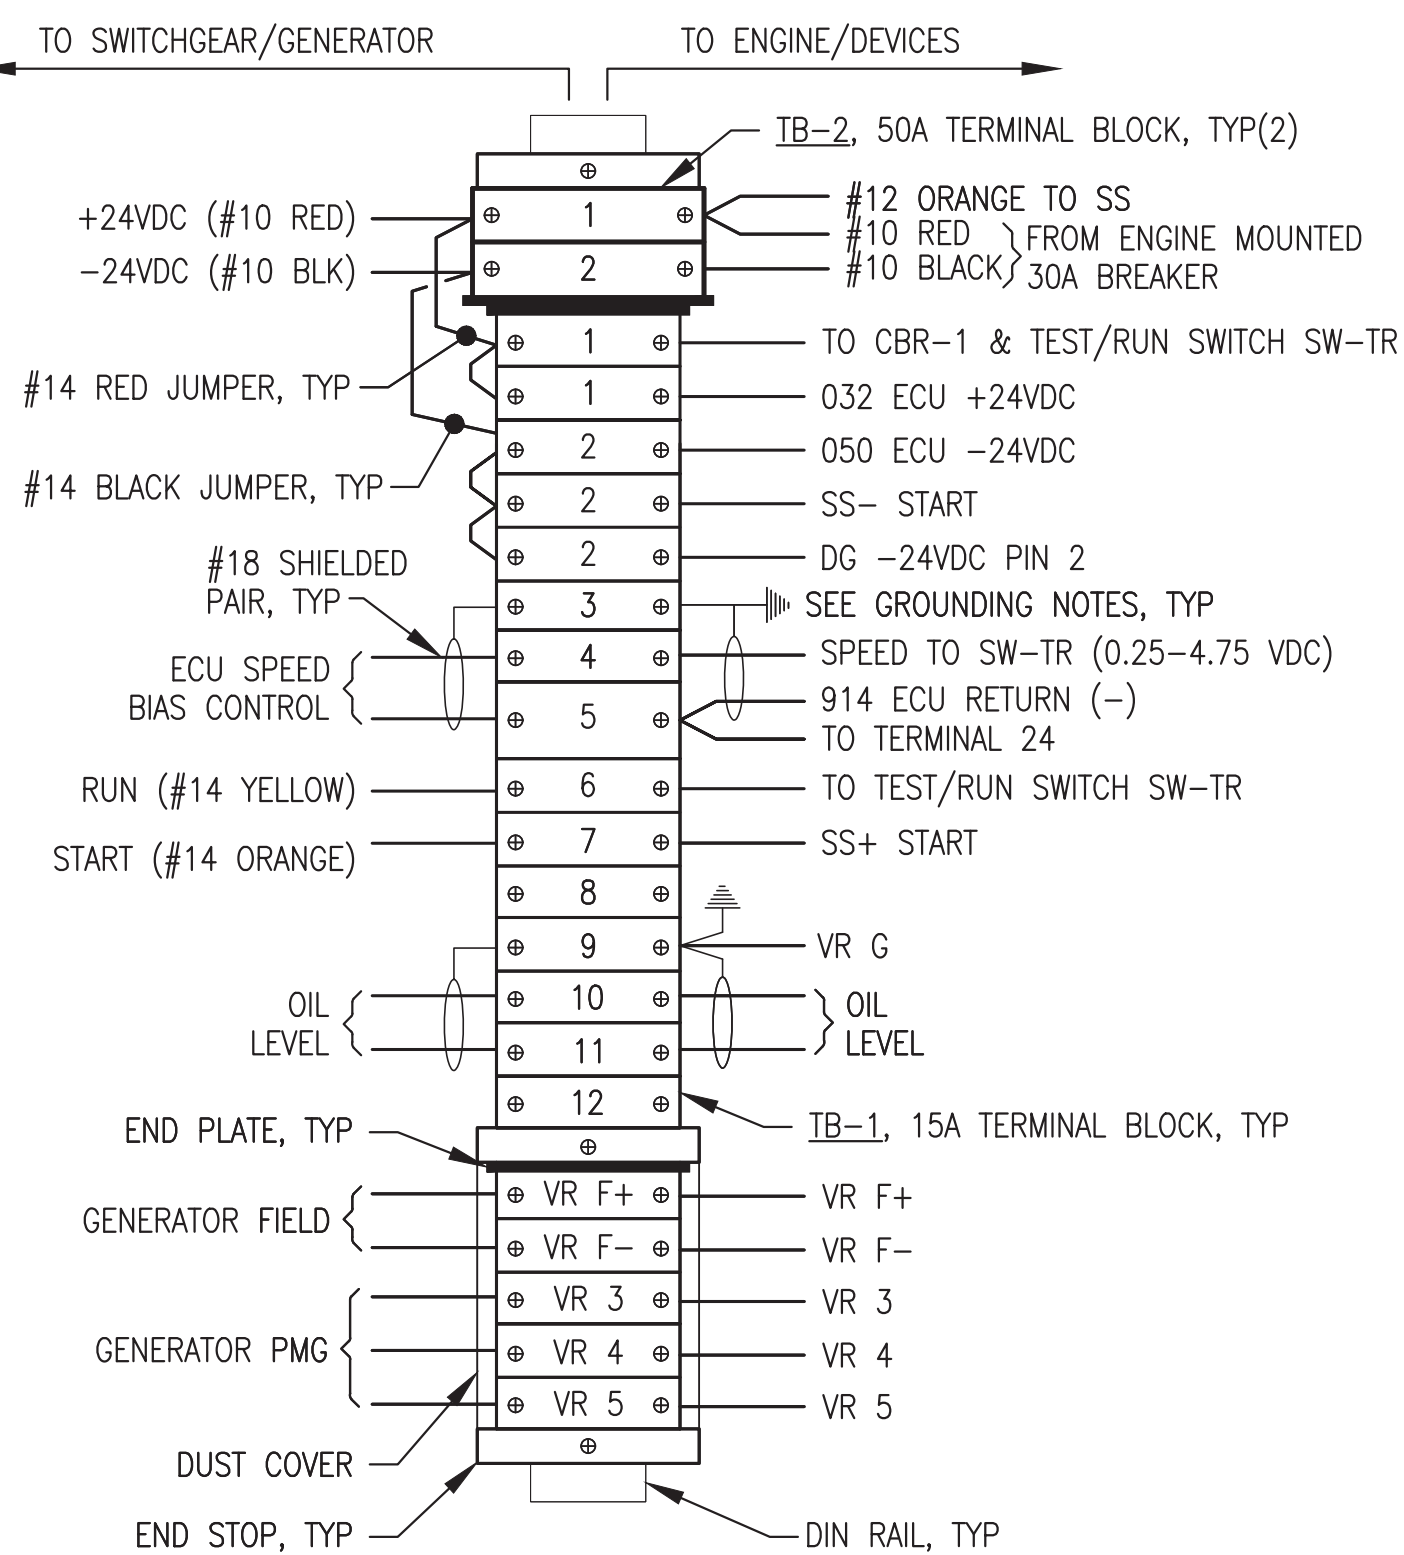 TO SWITCHGEAR/GENERATOR
TO ENGINE/DEVICES
TB-2, 50A TERMINAL BLOCK, TYP(2)
+24VDC (#10 RED)
1
#12 ORANGE TO SS
#10 RED
#10 BLACK
FROM ENGINE MOUNTED
30A BREAKER
-24VDC (#10 BLK)
2
1
TO CBR-1 & TEST/RUN SWITCH SW-TR
#14 RED JUMPER, TYP
1
032 ECU +24VDC
2
050 ECU -24VDC
#14 BLACK JUMPER, TYP
2
SS- START
2
DG -24VDC PIN 2
#18 SHIELDED
PAIR, TYP
3
SEE GROUNDING NOTES, TYP
ECU SPEED
BIAS CONTROL
4
SPEED TO SW-TR (0.25-4.75 VDC)
5
914 ECU RETURN (-)
TO TERMINAL 24
RUN (#14 YELLOW)
6
TO TEST/RUN SWITCH SW-TR
START (#14 ORANGE)
7
SS+ START
8
9
VR G
OIL
LEVEL
10
11
OIL
LEVEL
12
TB-1, 15A TERMINAL BLOCK, TYP
END PLATE, TYP
GENERATOR FIELD
VR F+
VR F+
VR F-
VR F-
GENERATOR PMG
VR 3
VR 3
VR 4
VR 4
VR 5
VR 5
DUST COVER
END STOP, TYP
DIN RAIL, TYP